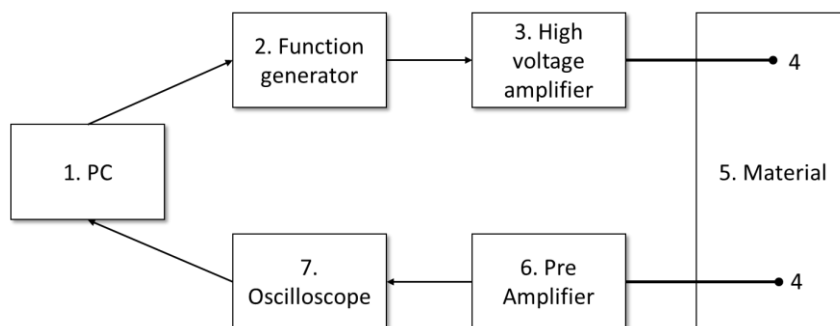 2. Function
generator
3. High
voltage
amplifier
4
1. PC
5. Material
7.
Oscilloscope
6. Pre
Amplifier
4